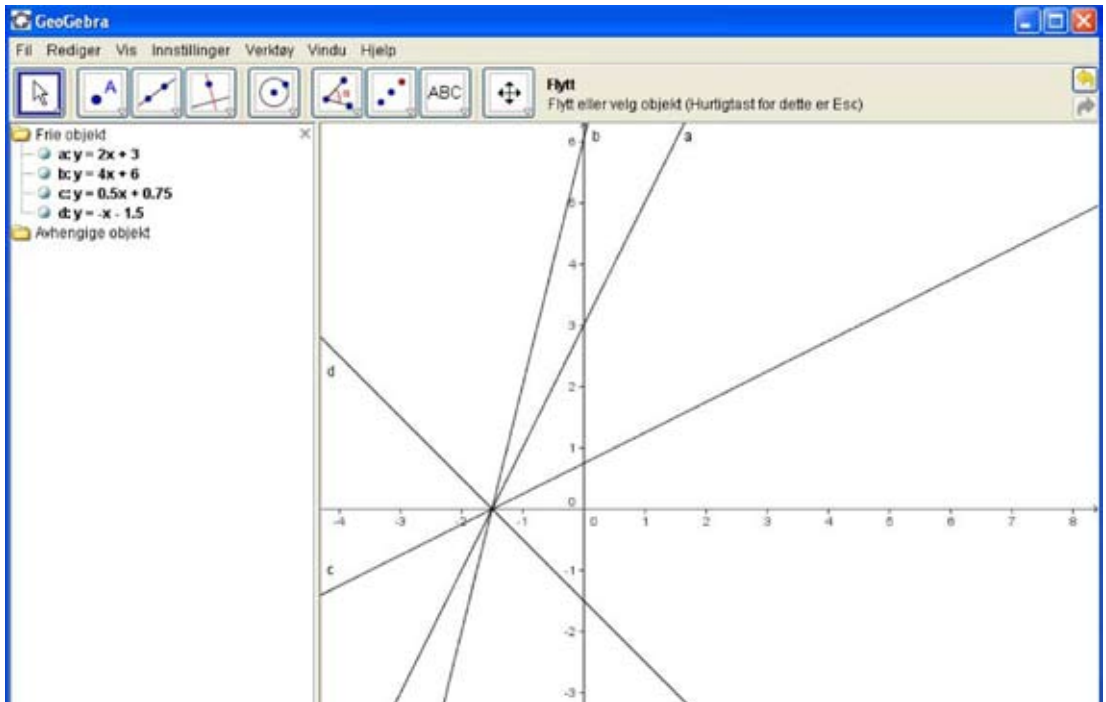 GeoGebra
Fil Rediger Vis Innstillinger Verktøy Vindu Hjelp
A α ABC
Flytt
Flytt eller velg objekt (Hurtigtast for dette er Esc)
Frie objekt
a: y = 2x + 3
b: y = 4x + 6
c: y = 0.5x + 0.75
d: y = -x - 1.5
Avhengige objekt
b a
6
5
4
3
d
2
1
0
-4 -3 -2 -1 0 1 2 3 4 5 6 7 8
c
-1
-2
-3